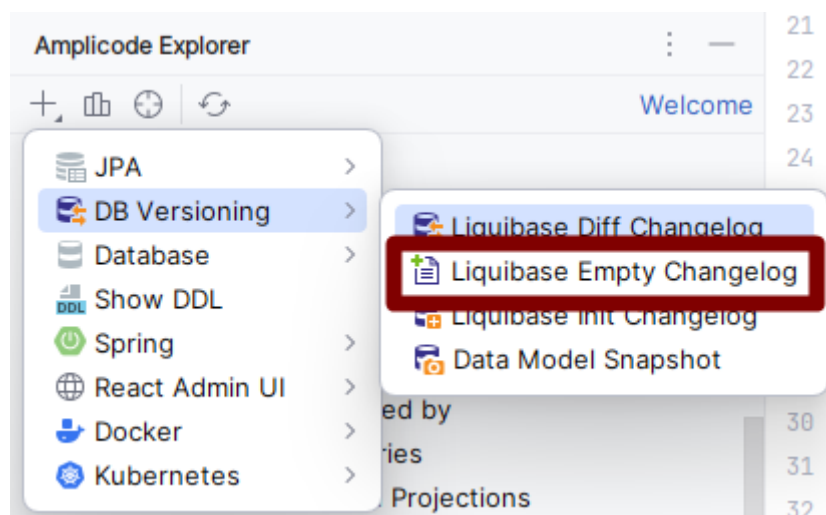 Amplicode Explorer
Welcome
JPA
DB Versioning
Database
DDL Show DDL
Spring
React Admin UI
Docker
Kubernetes
Liquibase Diff Changelog
Liquibase Empty Changelog
Liquibase Init Changelog
Data Model Snapshot
ed by
ries
Projections
21
22
23
24
30
31
32